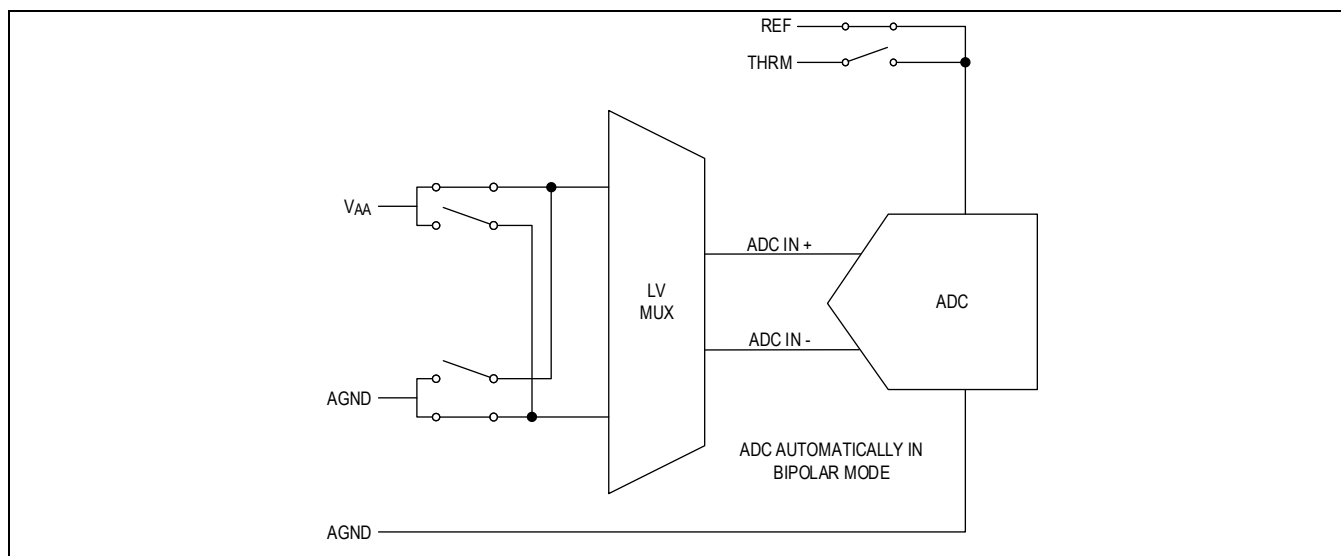 REF
THRM
VAA
AGND
LV
MUX
ADC IN +
ADC IN -
ADC
ADC AUTOMATICALLY IN
BIPOLAR MODE
AGND